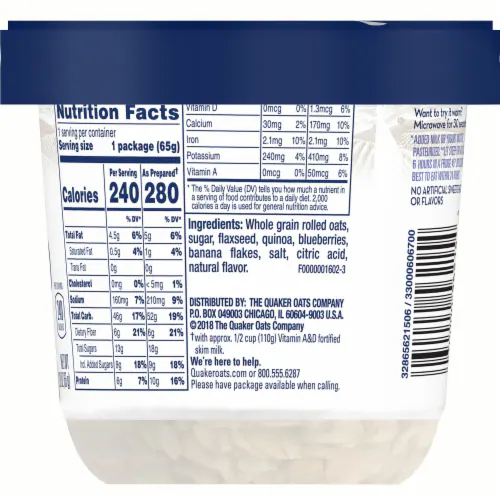 Nutrition Facts
1 serving per container
Serving size 1 package (65g)
Per Serving As Prepared†
Calories 240 280
% DV* % DV*
Total Fat 4.5g 6% 5g 6%
Saturated Fat 0.5g 4% 1g 4%
Trans Fat 0g 0g
Cholesterol 0mg 0% < 5mg 1%
Sodium 160mg 7% 210mg 9%
Total Carb. 46g 17% 52g 19%
Dietary Fiber 6g 21% 6g 21%
Total Sugars 13g 18g
Incl. Added Sugars 9g 18% 9g 18%
Protein 6g 7% 10g 16%
Vitamin D 0mcg 0% 1.3mcg 6%
Calcium 30mg 2% 170mg 10%
Iron 2.1mg 10% 2.1mg 10%
Potassium 240mg 4% 410mg 8%
Vitamin A 0mcg 0% 50mcg 6%
* The % Daily Value (DV) tells you how much a nutrient in
a serving of food contributes to a daily diet. 2,000
calories a day is used for general nutrition advice.
Ingredients: Whole grain rolled oats,
sugar, flaxseed, quinoa, blueberries,
banana flakes, salt, citric acid,
natural flavor.
F0000001602-3
DISTRIBUTED BY: THE QUAKER OATS COMPANY
P.O. BOX 049003 CHICAGO, IL 60604-9003 U.S.A.
©2018 The Quaker Oats Company
†with approx. 1/2 cup (110g) Vitamin A&D fortified
skim milk.
We're here to help.
Quakeroats.com or 800.555.6287
Please have package available when calling.
Want to try it warm?
Microwave for 30
NO ARTIFICIAL
OR FLAVORS
32865621506 / 33000606700